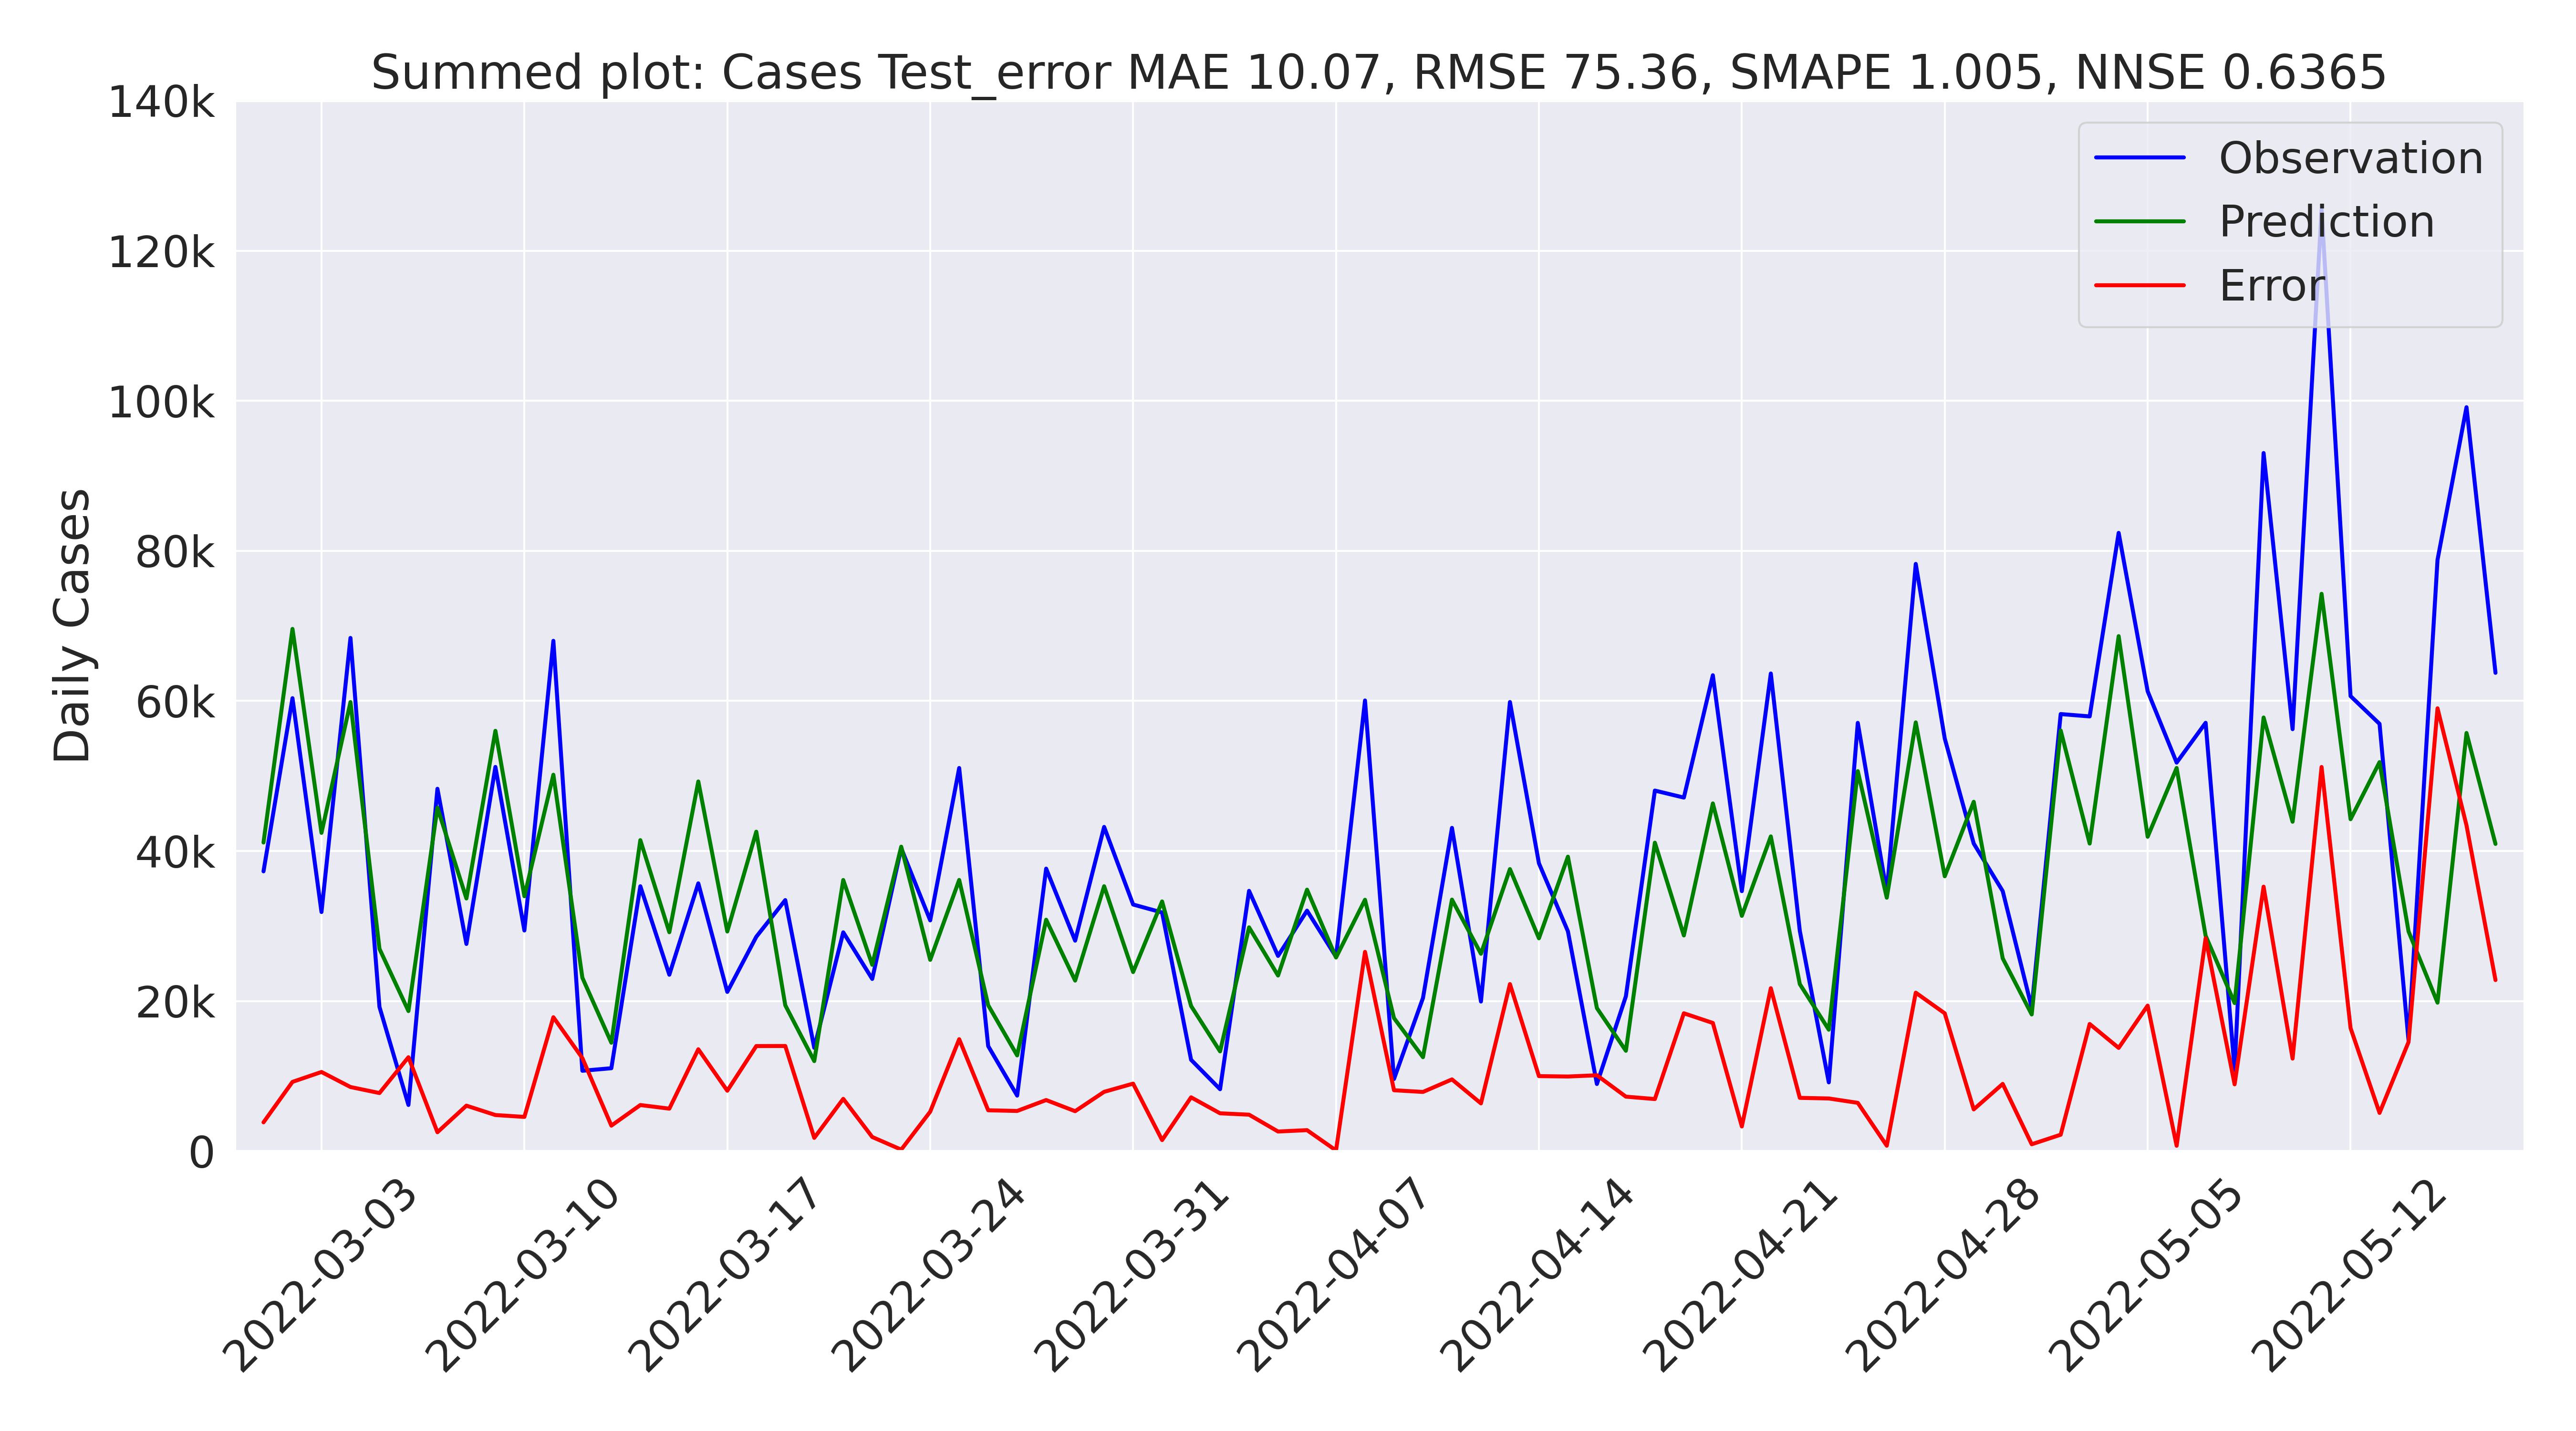 Summed plot: Cases Test_error MAE 10.07, RMSE 75.36, SMAPE 1.005, NNSE 0.6365
140k
120k
100k
80k
60k
40k
20k
0
Daily Cases
Observation
Prediction
Error
2022-03-03
2022-03-10
2022-03-17
2022-03-24
2022-03-31
2022-04-07
2022-04-14
2022-04-21
2022-04-28
2022-05-05
2022-05-12